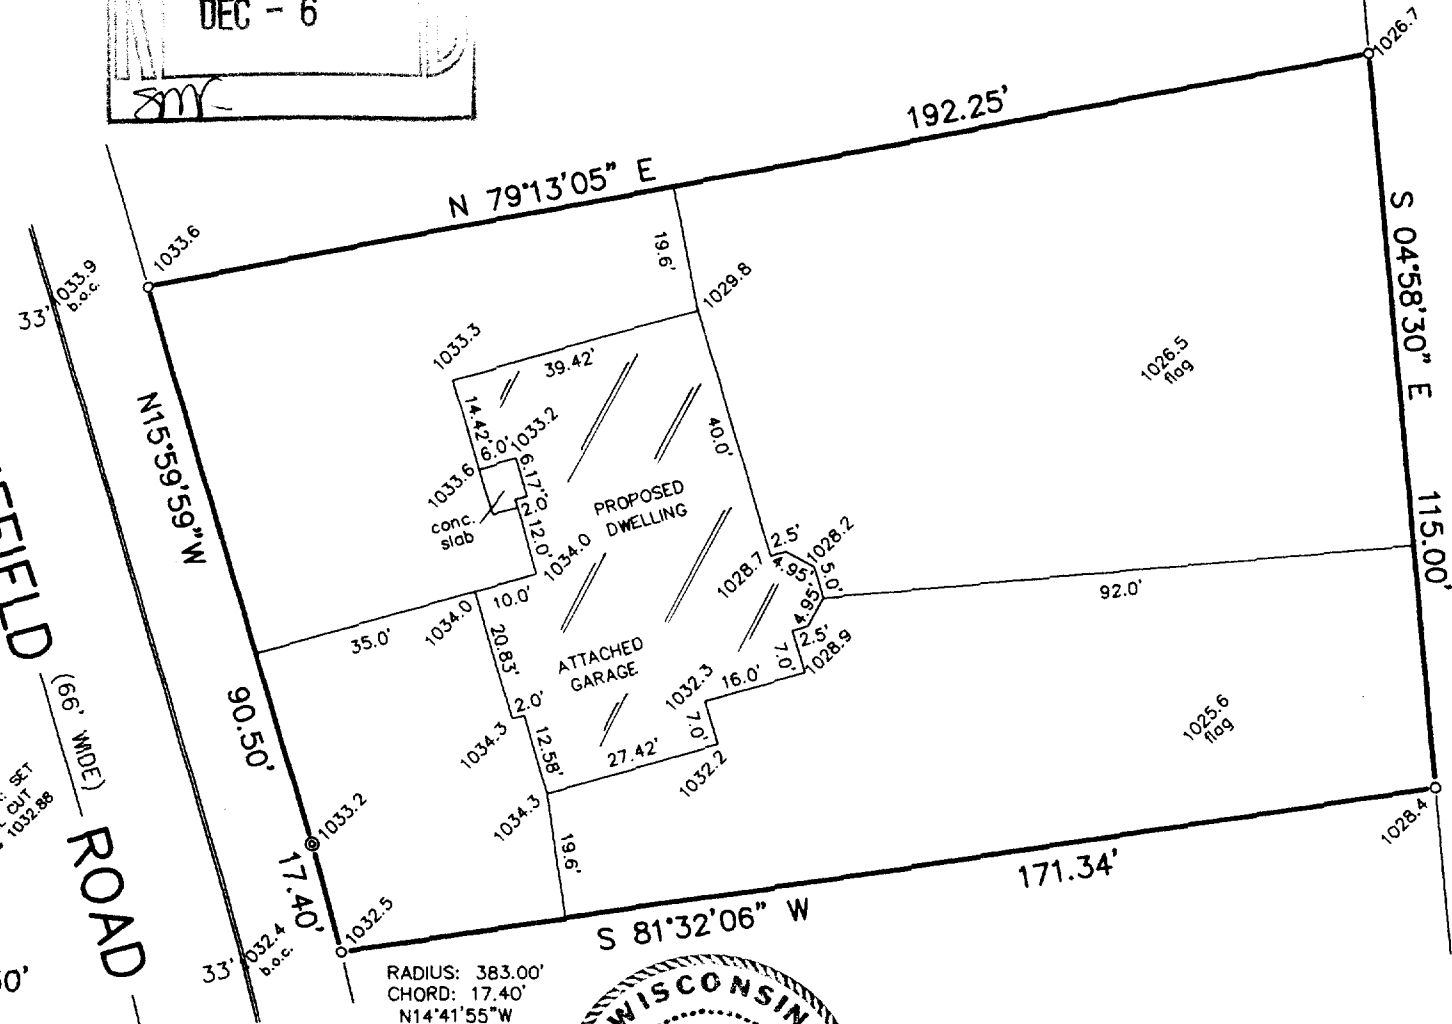 DEC - 6
SMC
1026.7
192.25'
N 79°13'05" E
1033.6
1033.9
b.o.c.
33'
19.6'
1029.8
S 04°58'30" E
1033.3
39.42'
1026.5
flag
N15°59'59"W
14.42'
6.0'
1033.2
1033.6
6.17'
40.0'
conc.
slab
2.0'
12.0'
1034.0
PROPOSED
DWELLING
2.5'
1028.2
1028.7
4.95'
5.0'
115.00'
92.0'
10.0'
1034.0
35.0'
4.95'
2.5'
7.0'
1028.9
20.83'
ATTACHED
GARAGE
16.0'
1032.3
FIELD
(66' WIDE)
ROAD
90.50'
2.0'
1034.3
12.58'
7.0'
27.42'
1032.2
1025.6
flag
SET
CUT
1032.88
1033.2
1034.3
19.6'
1028.4
17.40'
171.34'
1032.5
S 81°32'06" W
33'
1032.4
b.o.c.
RADIUS: 383.00'
CHORD: 17.40'
N14°41'55"W
WISCONSIN